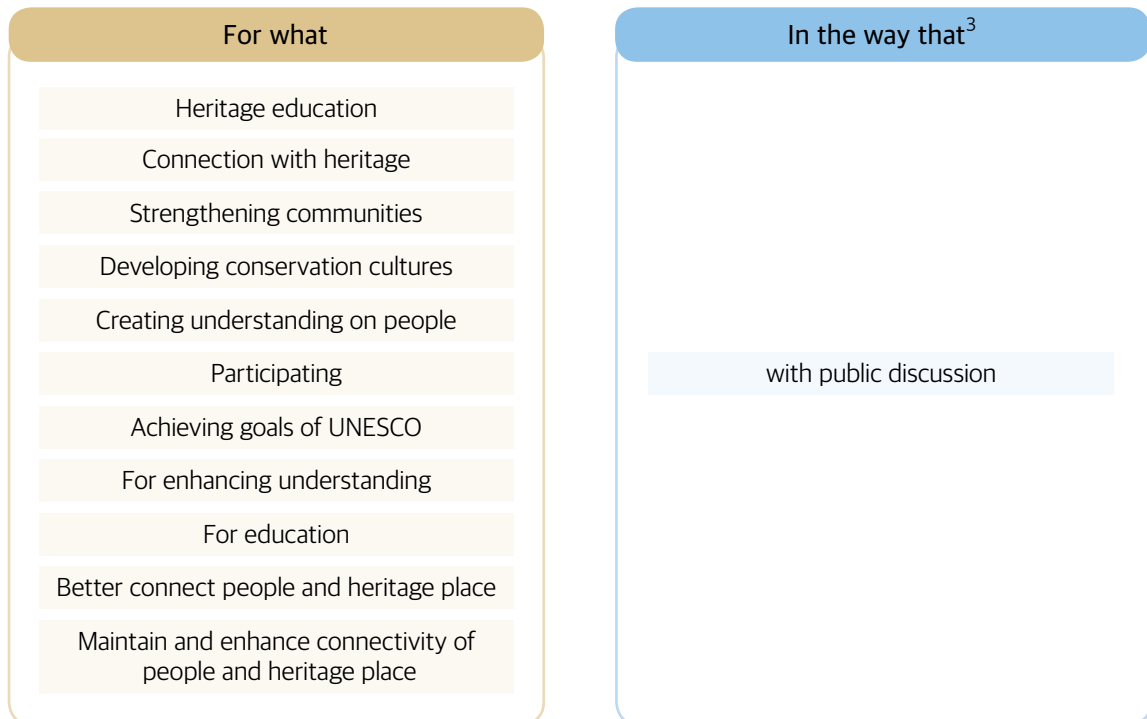 For what
Heritage education
Connection with heritage
Strengthening communities
Developing conservation cultures
Creating understanding on people
Participating
Achieving goals of UNESCO
For enhancing understanding
For education
Better connect people and heritage place
Maintain and enhance connectivity of
people and heritage place
In the way that³
with public discussion